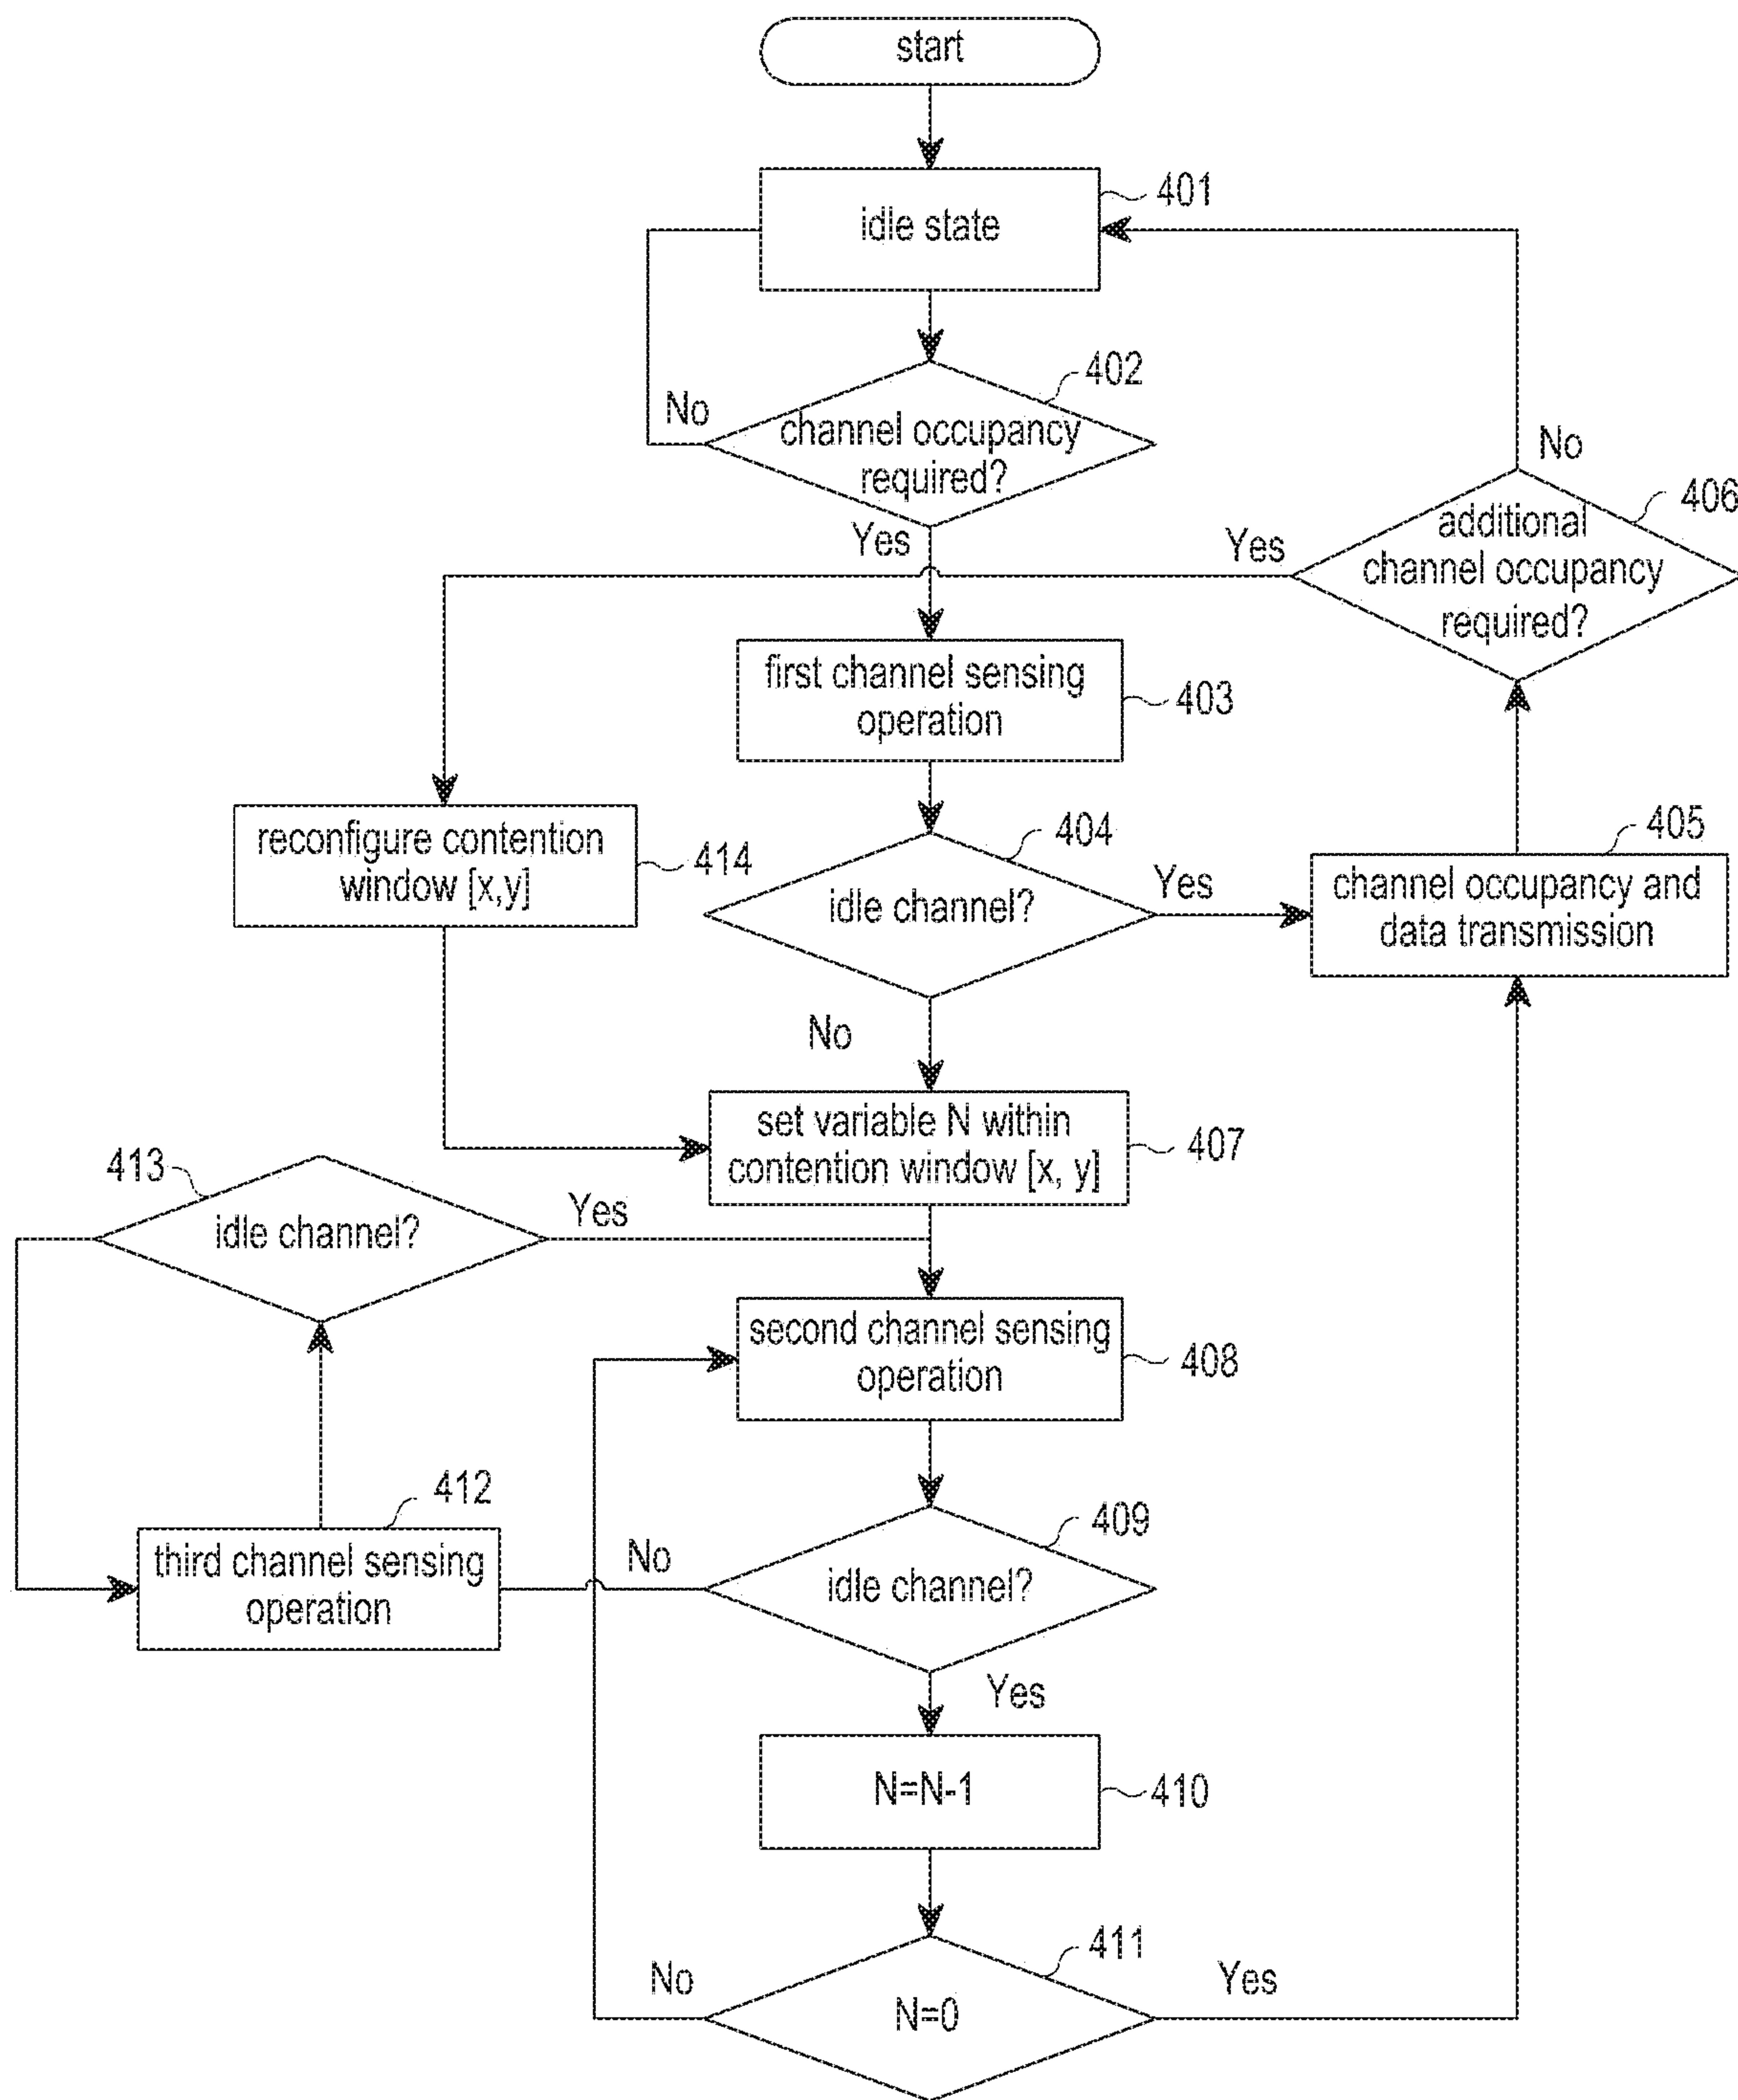 start
401
idle state
402
No
channel occupancy
required?
No
406
additional
channel occupancy
required?
Yes
Yes
first channel sensing
operation
403
404
405
reconfigure contention
window [x,y]
414
idle channel?
Yes
channel occupancy and
data transmission
No
set variable N within
contention window [x, y]
407
413
idle channel?
Yes
second channel sensing
operation
408
412
409
third channel sensing
operation
No
idle channel?
Yes
N=N-1
410
411
No
Yes
N=0